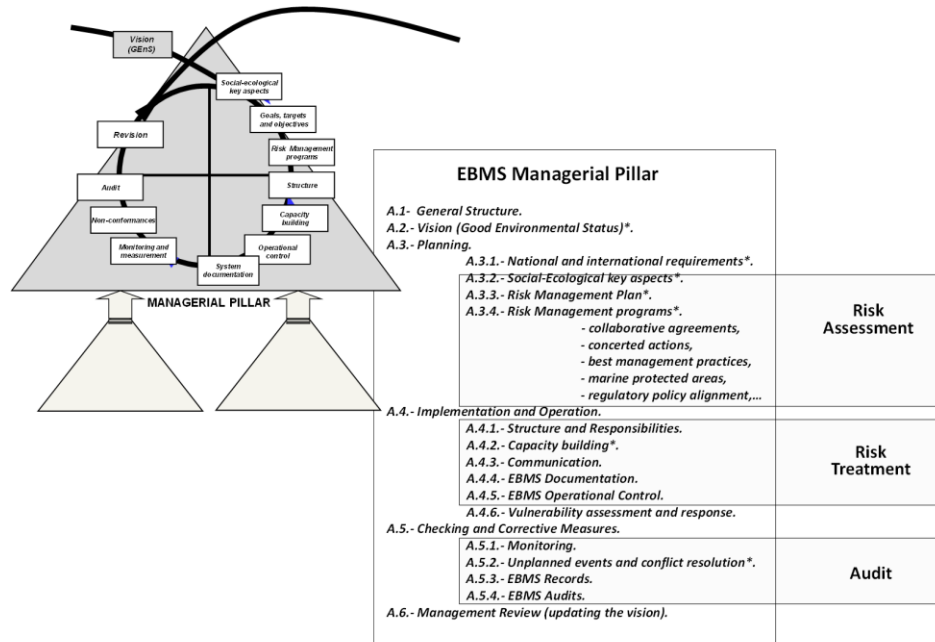 Vision
(GEnS)
Social-ecological
key aspects
Goals, targets
and objectives
Risk Management
programs
Structure
Capacity
building
Operational
control
System
documentation
Monitoring and
measurement
Non-conformances
Audit
Revision
MANAGERIAL PILLAR
EBMS Managerial Pillar
A.1- General Structure.
A.2.- Vision (Good Environmental Status)*.
A.3.- Planning.
A.3.1.- National and international requirements*.
A.3.2.- Social-Ecological key aspects*.
A.3.3.- Risk Management Plan*.
A.3.4.- Risk Management programs*.
- collaborative agreements,
- concerted actions,
- best management practices,
- marine protected areas,
- regulatory policy alignment,...
Risk
Assessment
A.4.- Implementation and Operation.
A.4.1.- Structure and Responsibilities.
A.4.2.- Capacity building*.
A.4.3.- Communication.
A.4.4.- EBMS Documentation.
A.4.5.- EBMS Operational Control.
A.4.6.- Vulnerability assessment and response.
Risk
Treatment
A.5.- Checking and Corrective Measures.
A.5.1.- Monitoring.
A.5.2.- Unplanned events and conflict resolution*.
A.5.3.- EBMS Records.
A.5.4.- EBMS Audits.
Audit
A.6.- Management Review (updating the vision).